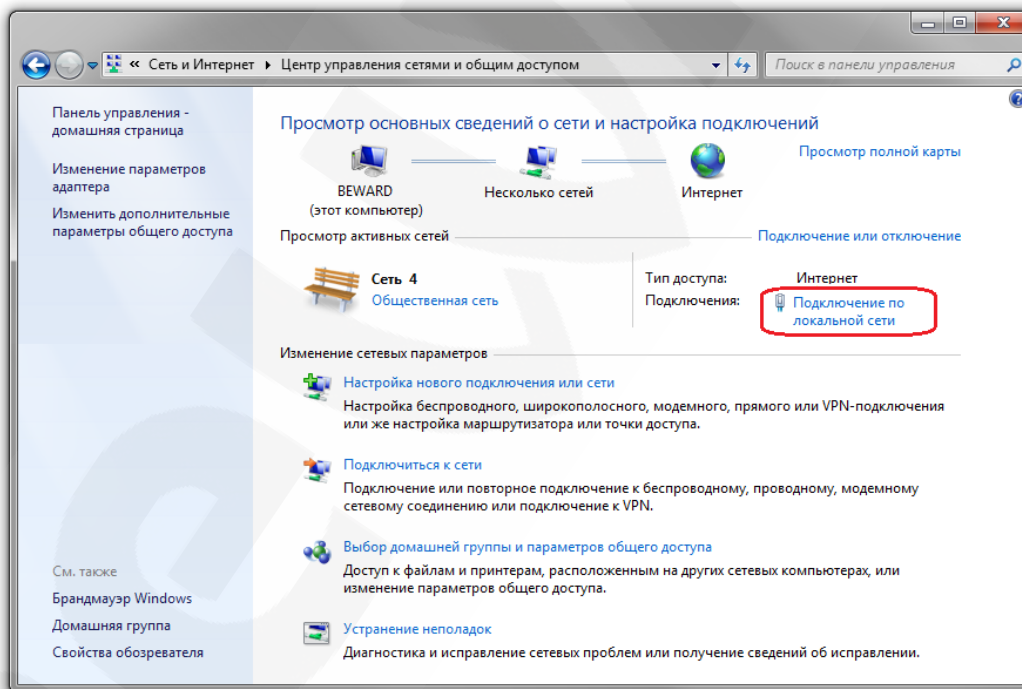 « Сеть и Интернет ▸ Центр управления сетями и общим доступом
Поиск в панели управления
Панель управления -
домашняя страница
Изменение параметров
адаптера
Изменить дополнительные
параметры общего доступа
См. также
Брандмауэр Windows
Домашняя группа
Свойства обозревателя
Просмотр основных сведений о сети и настройка подключений
Просмотр полной карты
BEWARD
(этот компьютер)
Несколько сетей
Интернет
Просмотр активных сетей
Подключение или отключение
Сеть 4
Общественная сеть
Тип доступа: Интернет
Подключения: Подключение по
локальной сети
Изменение сетевых параметров
Настройка нового подключения или сети
Настройка беспроводного, широкополосного, модемного, прямого или VPN-подключения
или же настройка маршрутизатора или точки доступа.
Подключиться к сети
Подключение или повторное подключение к беспроводному, проводному, модемному
сетевому соединению или подключение к VPN.
Выбор домашней группы и параметров общего доступа
Доступ к файлам и принтерам, расположенным на других сетевых компьютерах, или
изменение параметров общего доступа.
Устранение неполадок
Диагностика и исправление сетевых проблем или получение сведений об исправлении.